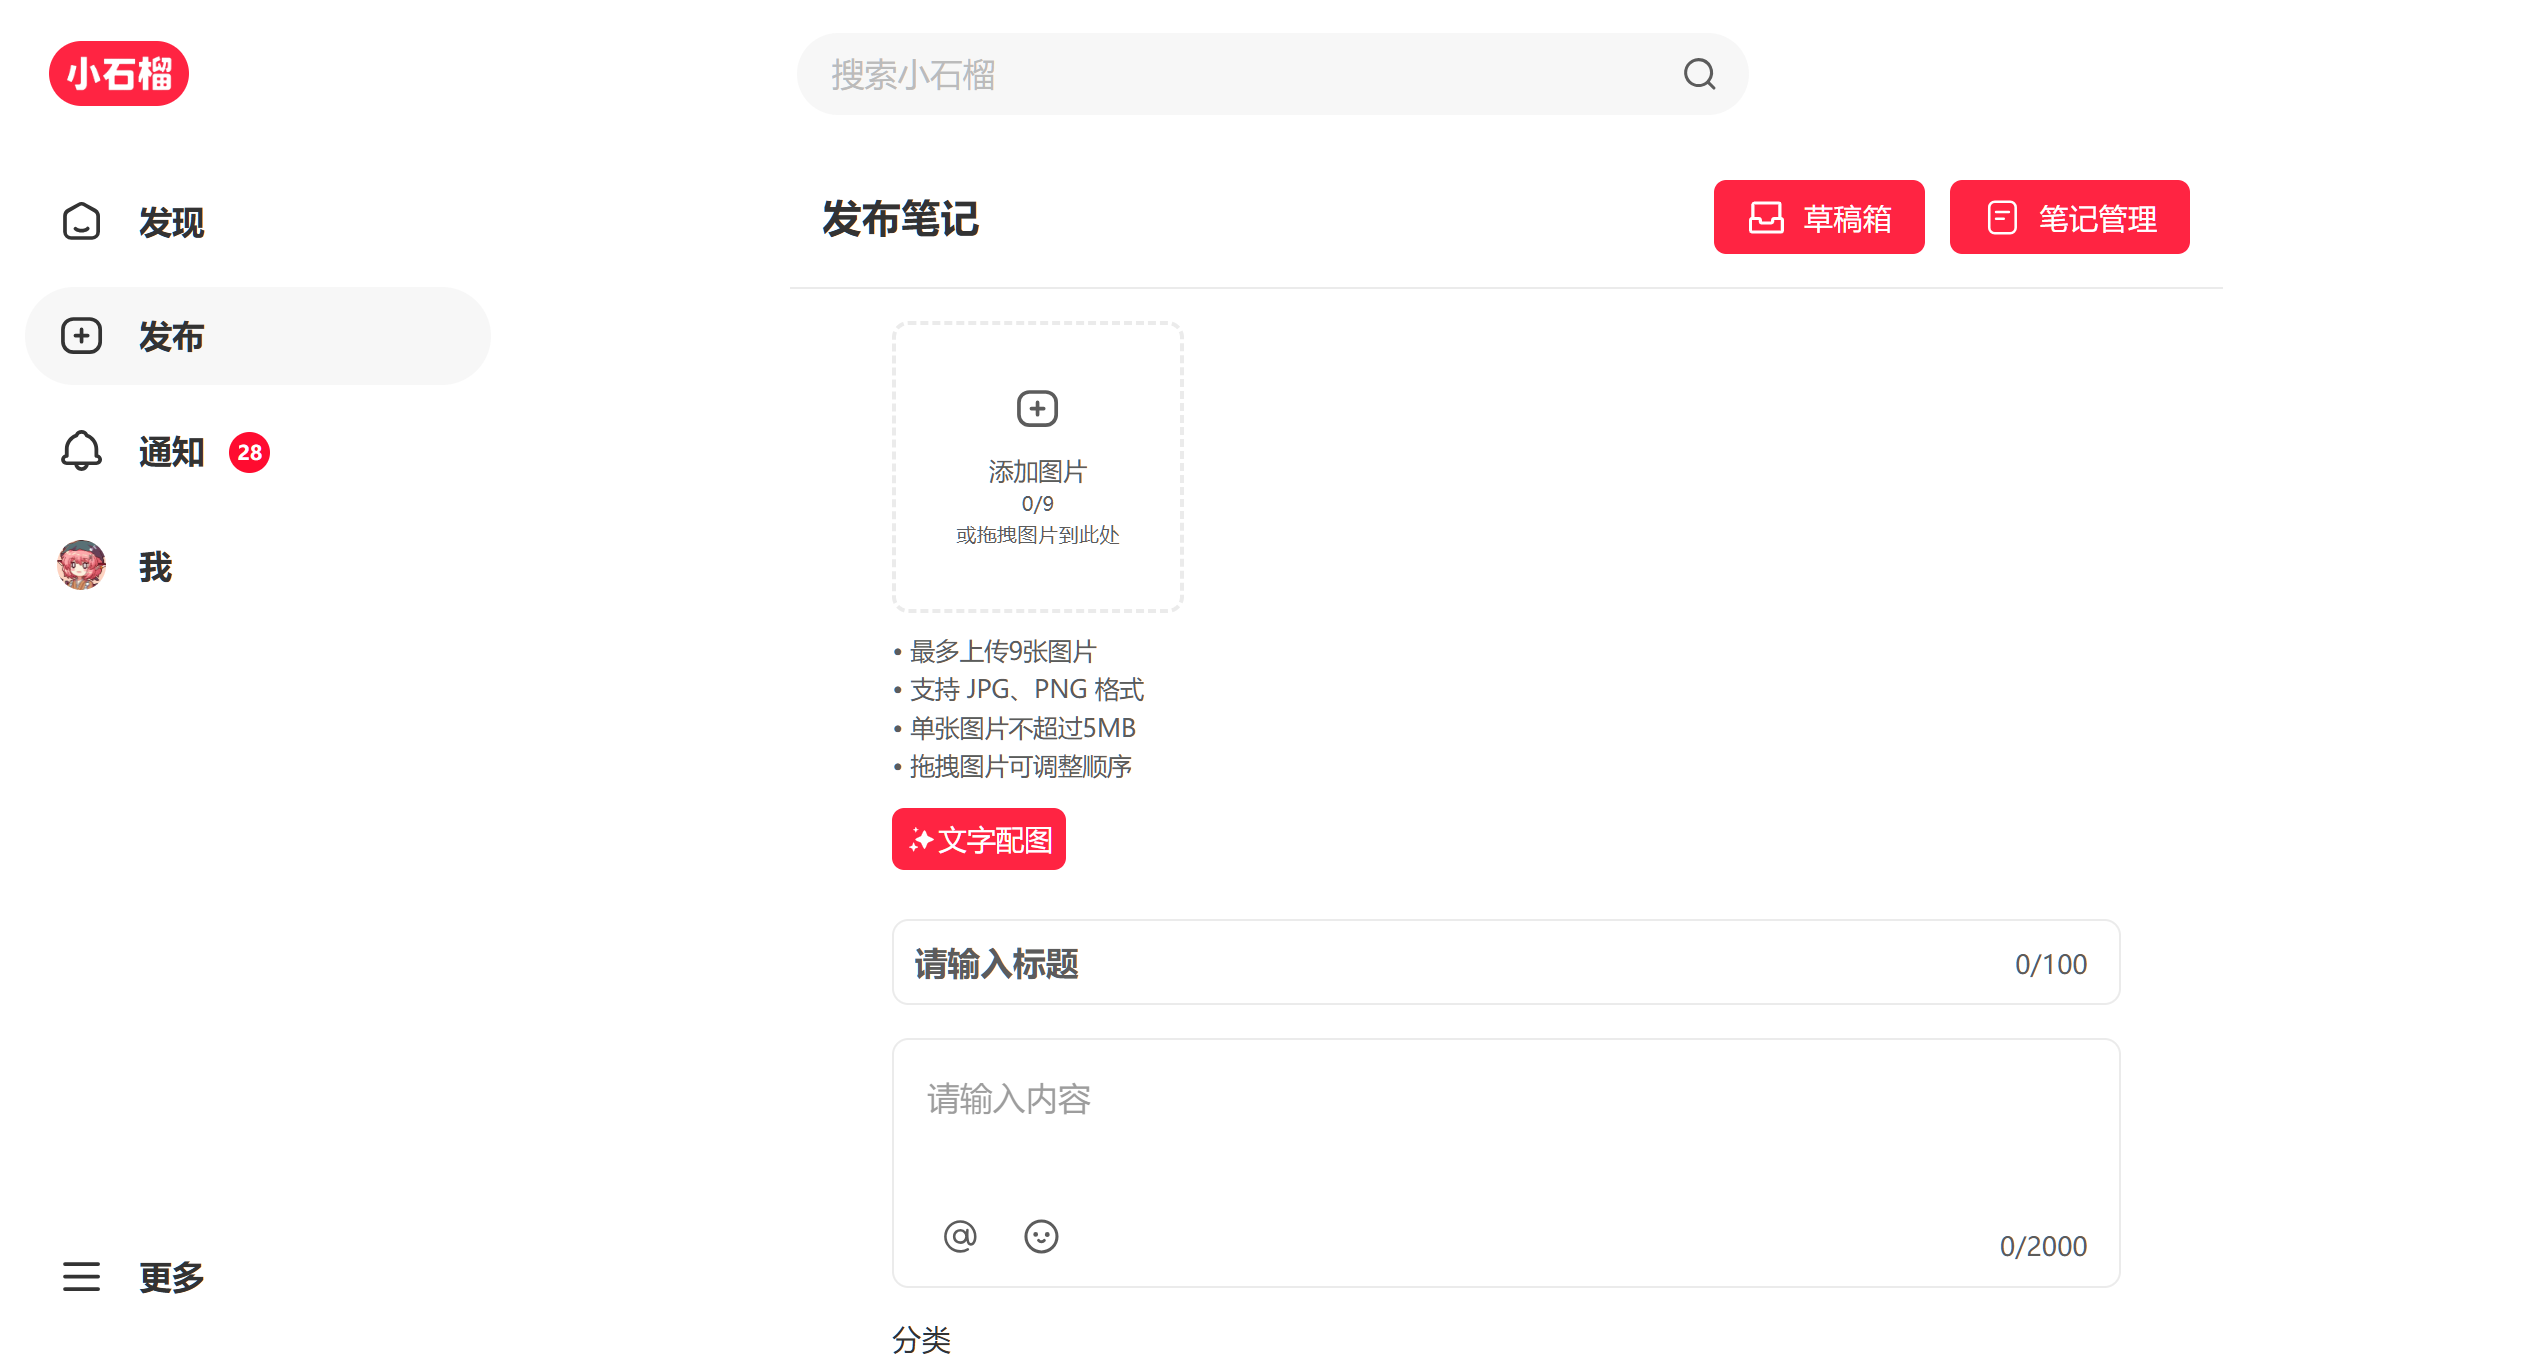 小石榴
搜索小石榴
发现
发布
通知 28
我
更多
发布笔记
草稿箱
笔记管理
添加图片
0/9
或拖拽图片到此处
• 最多上传9张图片
• 支持 JPG、PNG 格式
• 单张图片不超过5MB
• 拖拽图片可调整顺序
文字配图
请输入标题 0/100
请输入内容
@
0/2000
分类